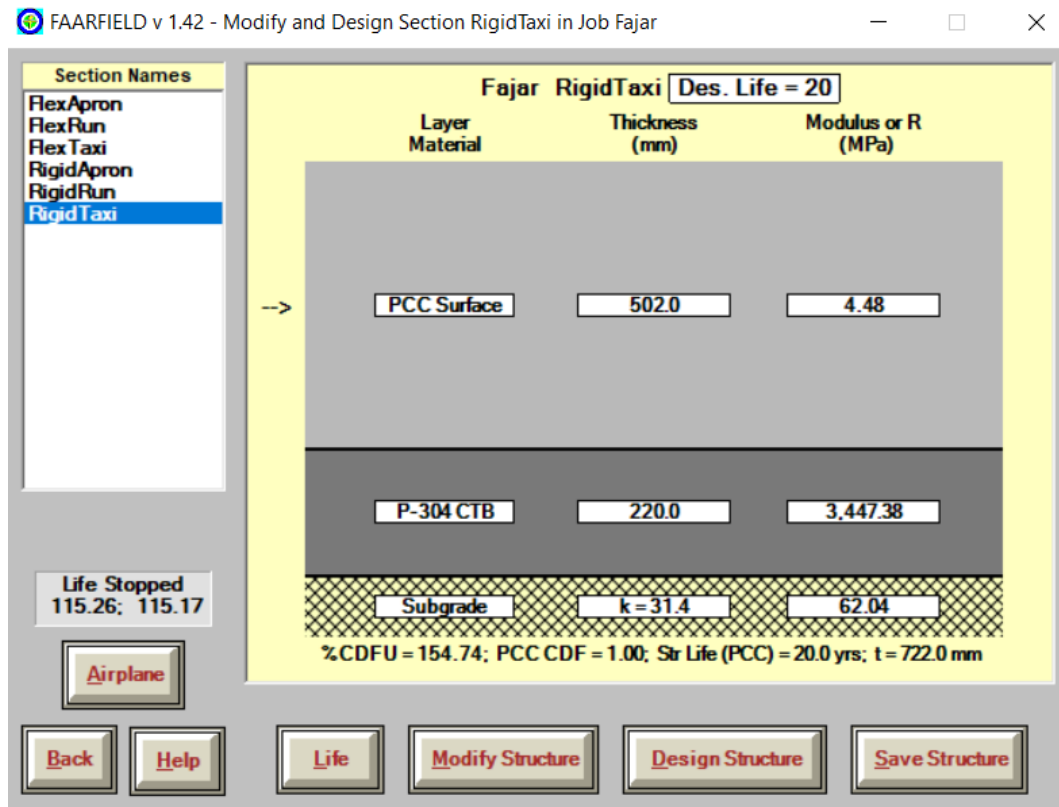 FAARFIELD v 1.42 - Modify and Design Section RigidTaxi in Job Fajar
Section Names
FlexApron
FlexRun
FlexTaxi
RigidApron
RigidRun
RigidTaxi
Fajar RigidTaxi Des. Life = 20
Layer Material
Thickness (mm)
Modulus or R (MPa)
-->
PCC Surface 502.0 4.48
P-304 CTB 220.0 3,447.38
Subgrade k = 31.4 62.04
%CDFU = 154.74; PCC CDF = 1.00; Str Life (PCC) = 20.0 yrs; t = 722.0 mm
Life Stopped
115.26; 115.17
Airplane
Back
Help
Life
Modify Structure
Design Structure
Save Structure